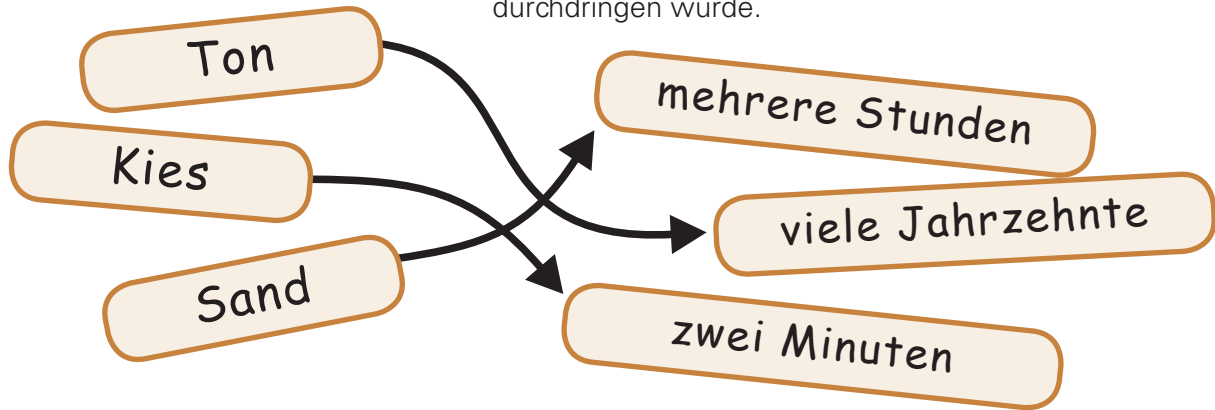 durchdringen würde.
Ton
mehrere Stunden
Kies
viele Jahrzehnte
Sand
zwei Minuten